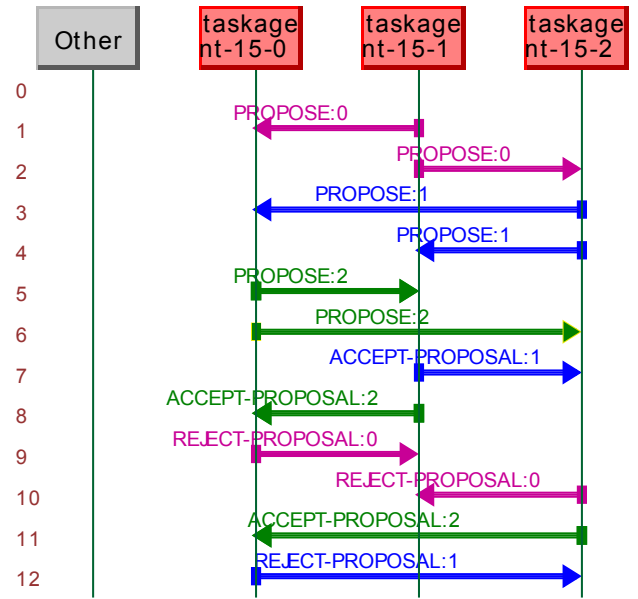 Other
taskage
nt-15-0
taskage
nt-15-1
taskage
nt-15-2
0
PROPOSE:0
1
PROPOSE:0
2
PROPOSE:1
3
PROPOSE:1
4
PROPOSE:2
5
PROPOSE:2
6
ACCEPT-PROPOSAL:1
7
ACCEPT-PROPOSAL:2
8
REJECT-PROPOSAL:0
9
REJECT-PROPOSAL:0
10
ACCEPT-PROPOSAL:2
11
REJECT-PROPOSAL:1
12